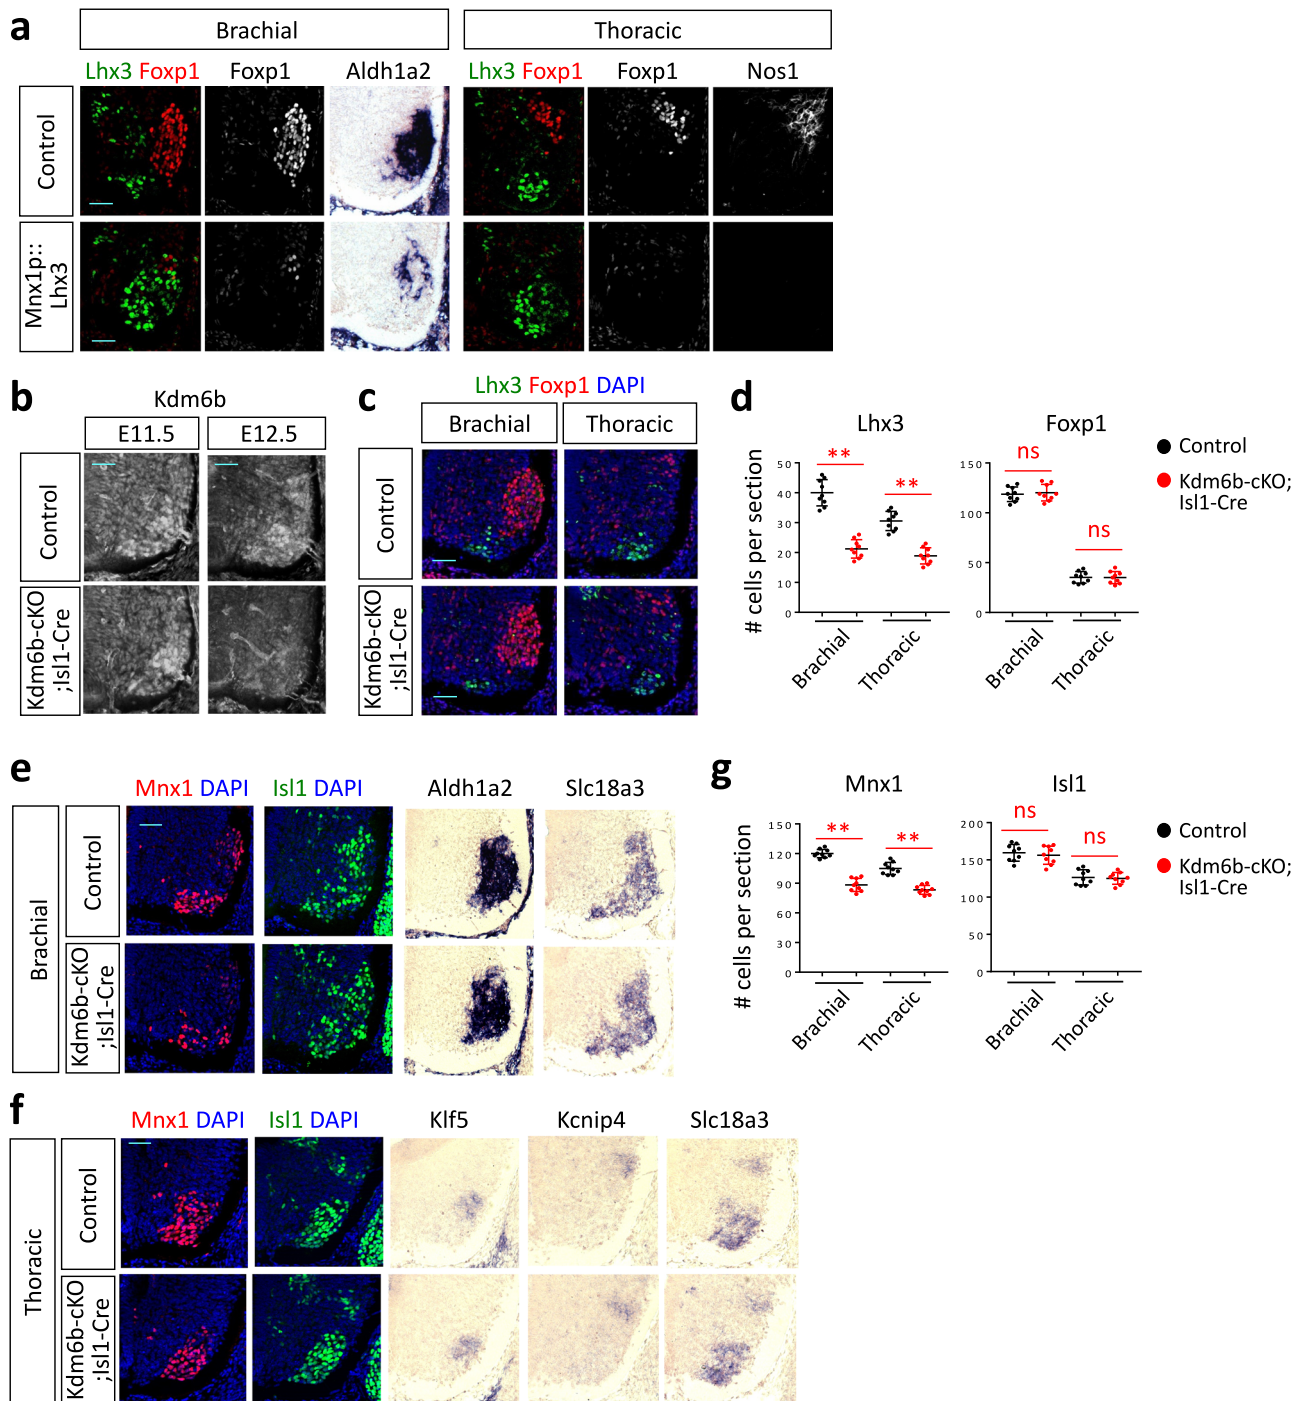 a
Brachial
Thoracic
Lhx3 Foxp1
Foxp1
Aldh1a2
Lhx3 Foxp1
Foxp1
Nos1
Control
Mnx1p::
Lhx3
b
Kdm6b
E11.5
E12.5
Control
Kdm6b-cKO
;Isl1-Cre
c
Lhx3 Foxp1 DAPI
Brachial
Thoracic
Control
Kdm6b-cKO
;Isl1-Cre
d
Lhx3
Foxp1
# cells per section
50
40
30
20
10
0
**
**
Brachial
Thoracic
150
100
50
0
ns
ns
Brachial
Thoracic
Control
Kdm6b-cKO;
Isl1-Cre
e
Mnx1 DAPI
Isl1 DAPI
Aldh1a2
Slc18a3
Brachial
Control
Kdm6b-cKO
;Isl1-Cre
g
Mnx1
Isl1
# cells per section
150
120
90
60
30
0
**
**
Brachial
Thoracic
200
150
100
50
0
ns
ns
Brachial
Thoracic
Control
Kdm6b-cKO;
Isl1-Cre
f
Mnx1 DAPI
Isl1 DAPI
Klf5
Kcnip4
Slc18a3
Thoracic
Control
Kdm6b-cKO
;Isl1-Cre